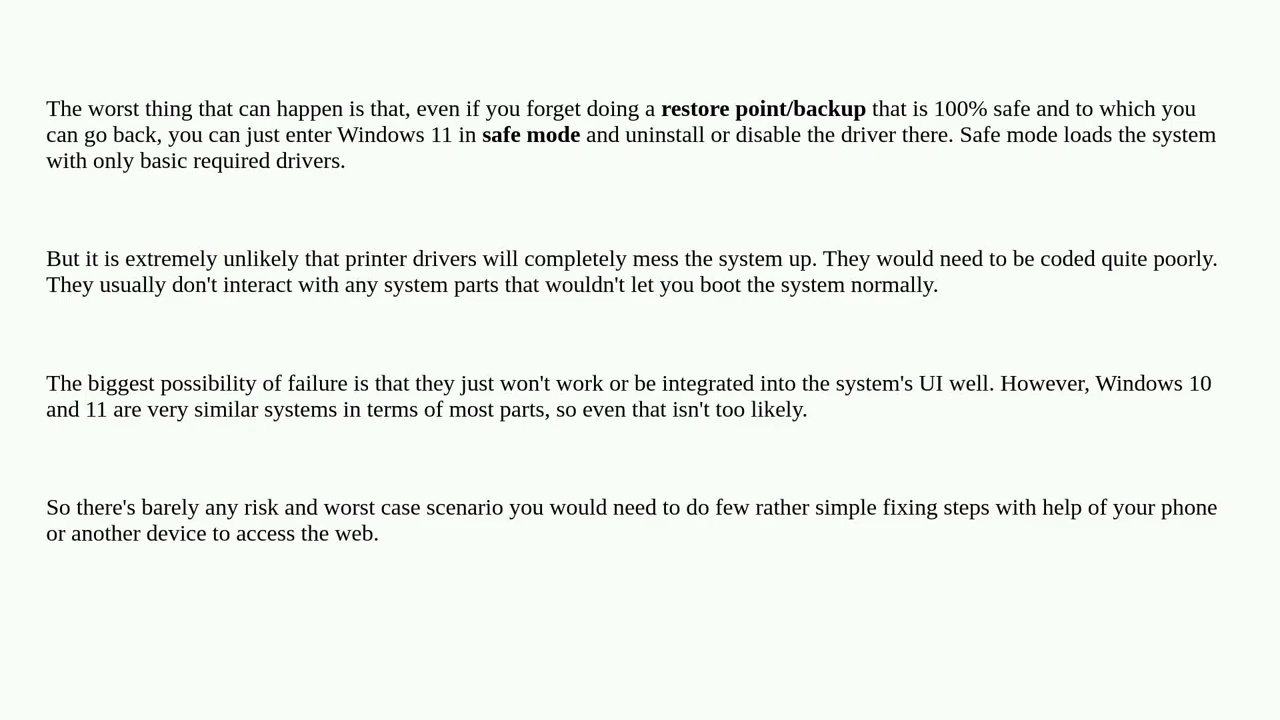 The worst thing that can happen is that, even if you forget doing a restore point/backup that is 100% safe and to which you
can go back, you can just enter Windows 11 in safe mode and uninstall or disable the driver there. Safe mode loads the system
with only basic required drivers.
But it is extremely unlikely that printer drivers will completely mess the system up. They would need to be coded quite poorly.
They usually don't interact with any system parts that wouldn't let you boot the system normally.
The biggest possibility of failure is that they just won't work or be integrated into the system's UI well. However, Windows 10
and 11 are very similar systems in terms of most parts, so even that isn't too likely.
So there's barely any risk and worst case scenario you would need to do few rather simple fixing steps with help of your phone
or another device to access the web.